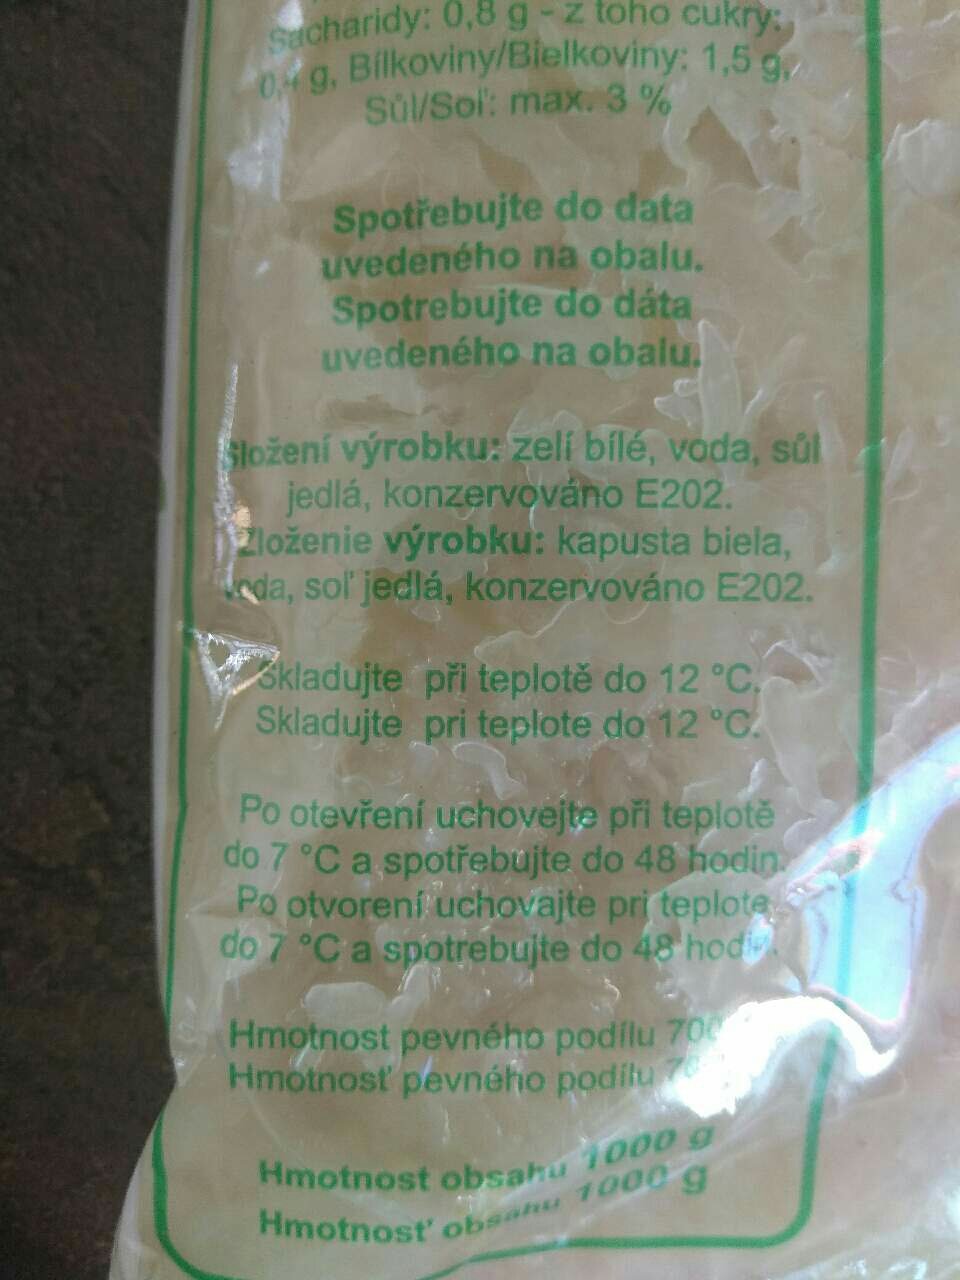 Sacharidy: 0,8 g - z toho cukry:
0,4 g, Bílkoviny/Bielkoviny: 1,5 g,
Sůl/Soľ: max. 3 %
Spotřebujte do data
uvedeného na obalu.
Spotrebujte do dáta
uvedeného na obalu.
Složení výrobku: zelí bílé, voda, sůl
jedlá, konzervováno E202.
Zloženie výrobku: kapusta biela,
voda, soľ jedlá, konzervováno E202.
Skladujte při teplotě do 12 °C.
Skladujte pri teplote do 12 °C.
Po otevření uchovejte při teplotě
do 7 °C a spotřebujte do 48 hodin.
Po otvorení uchovajte pri teplote
do 7 °C a spotrebujte do 48 hodín.
Hmotnost pevného podílu 700
Hmotnosť pevného podílu
Hmotnost obsahu 1000 g
Hmotnosť obsahu 1000 g